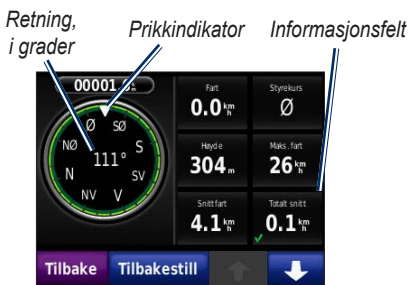 Retning,
i grader
Prikkindikator
Informasjonsfelt
00001.0
Fart
0.0 km/h
Styrekurs
Ø
Ø SØ S SV V NV N NØ
111°
Høyde
304 m
Maks. fart
26 km/h
Snittfart
4.1 km/h
Totalt snitt
0.1 km/h
Tilbake
Tilbakestill